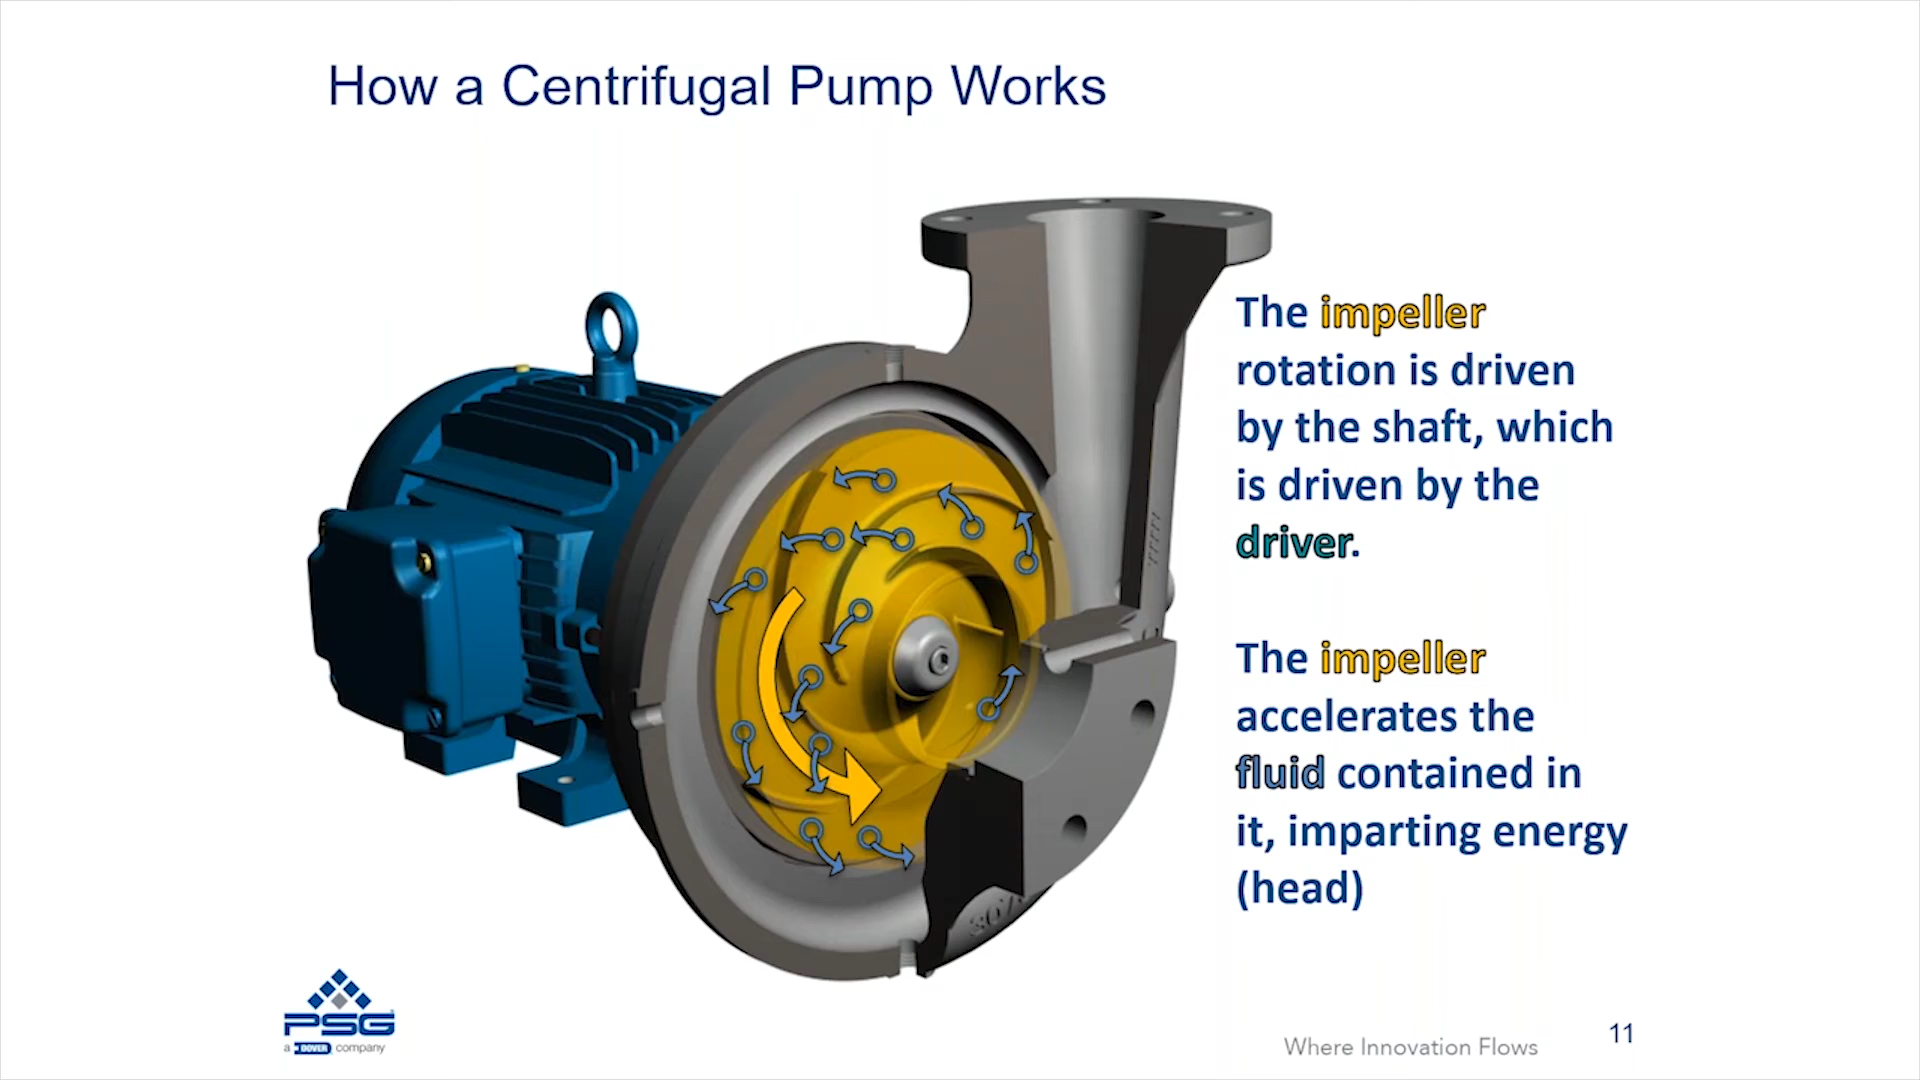 How a Centrifugal Pump Works
The impeller
rotation is driven
by the shaft, which
is driven by the
driver.
The impeller
accelerates the
fluid contained in
it, imparting energy
(head)
PSG
a DOVER company
Where Innovation Flows
11